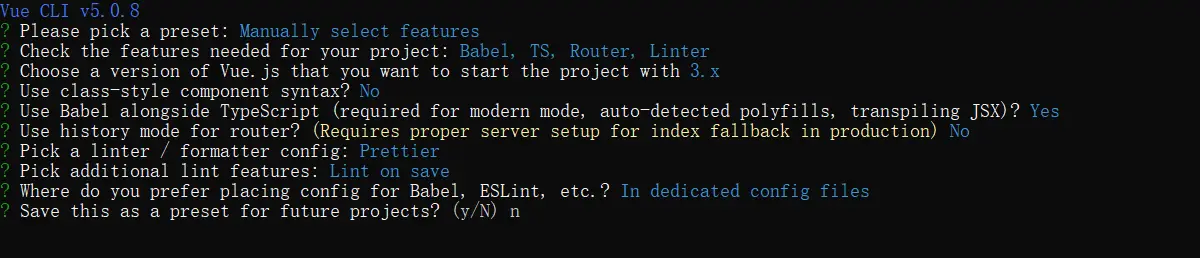 Vue CLI v5.0.8
? Please pick a preset: Manually select features
? Check the features needed for your project: Babel, TS, Router, Linter
? Choose a version of Vue.js that you want to start the project with 3.x
? Use class-style component syntax? No
? Use Babel alongside TypeScript (required for modern mode, auto-detected polyfills, transpiling JSX)? Yes
? Use history mode for router? (Requires proper server setup for index fallback in production) No
? Pick a linter / formatter config: Prettier
? Pick additional lint features: Lint on save
? Where do you prefer placing config for Babel, ESLint, etc.? In dedicated config files
? Save this as a preset for future projects? (y/N) n